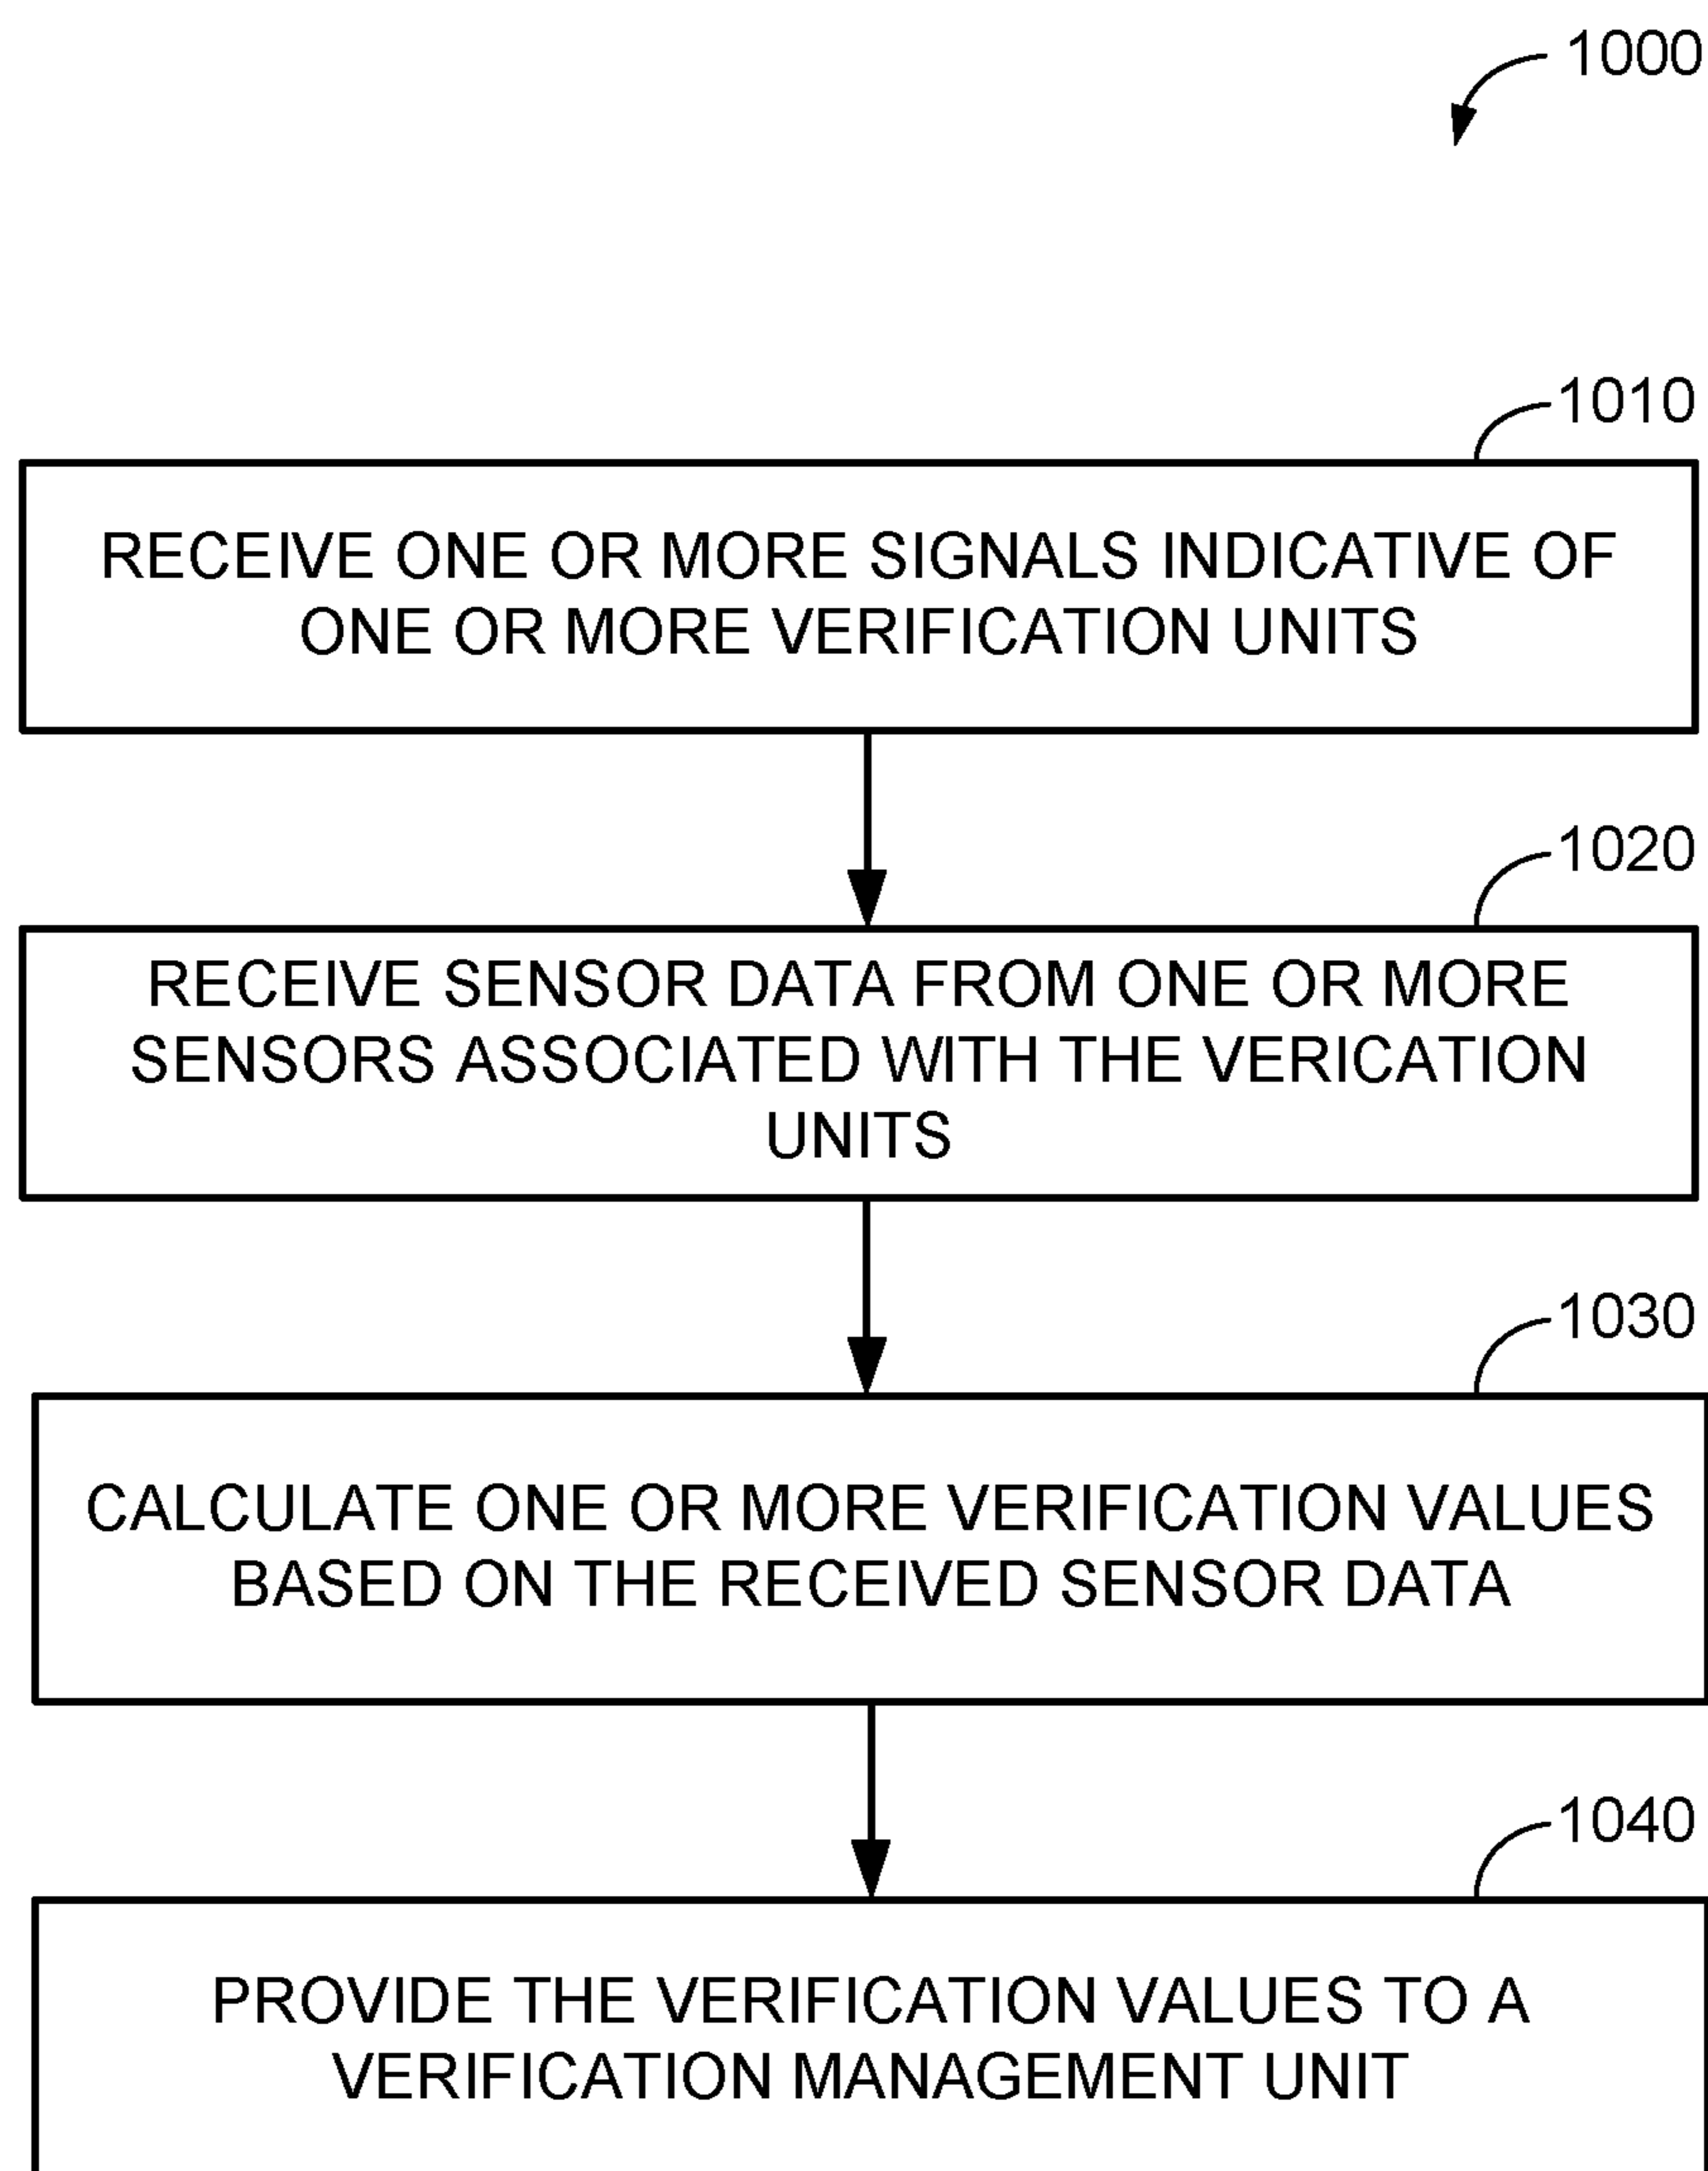 1000
1010
RECEIVE ONE OR MORE SIGNALS INDICATIVE OF
ONE OR MORE VERIFICATION UNITS
1020
RECEIVE SENSOR DATA FROM ONE OR MORE
SENSORS ASSOCIATED WITH THE VERICATION
UNITS
1030
CALCULATE ONE OR MORE VERIFICATION VALUES
BASED ON THE RECEIVED SENSOR DATA
1040
PROVIDE THE VERIFICATION VALUES TO A
VERIFICATION MANAGEMENT UNIT